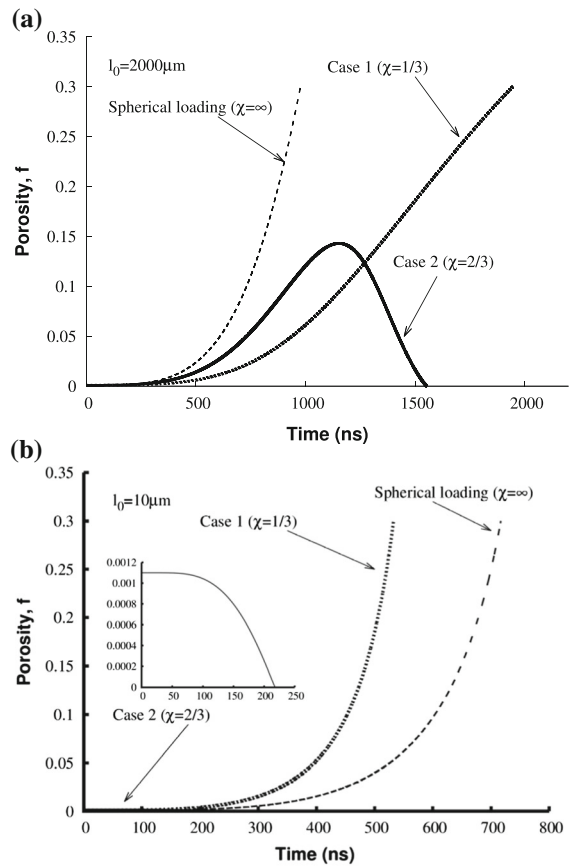 (a)
0.35
0.3
0.25
0.2
0.15
0.1
0.05
0
Porosity, f
l0=2000μm
Spherical loading (χ=∞)
Case 1 (χ=1/3)
Case 2 (χ=2/3)
0 500 1000 1500 2000
Time (ns)
(b)
0.35
0.3
0.25
0.2
0.15
0.1
0.05
0
Porosity, f
l0=10μm
Case 1 (χ=1/3)
Spherical loading (χ=∞)
0.0012
0.001
0.0008
0.0006
0.0004
0.0002
0
0 50 100 150 200 250
Case 2 (χ=2/3)
0 100 200 300 400 500 600 700 800
Time (ns)